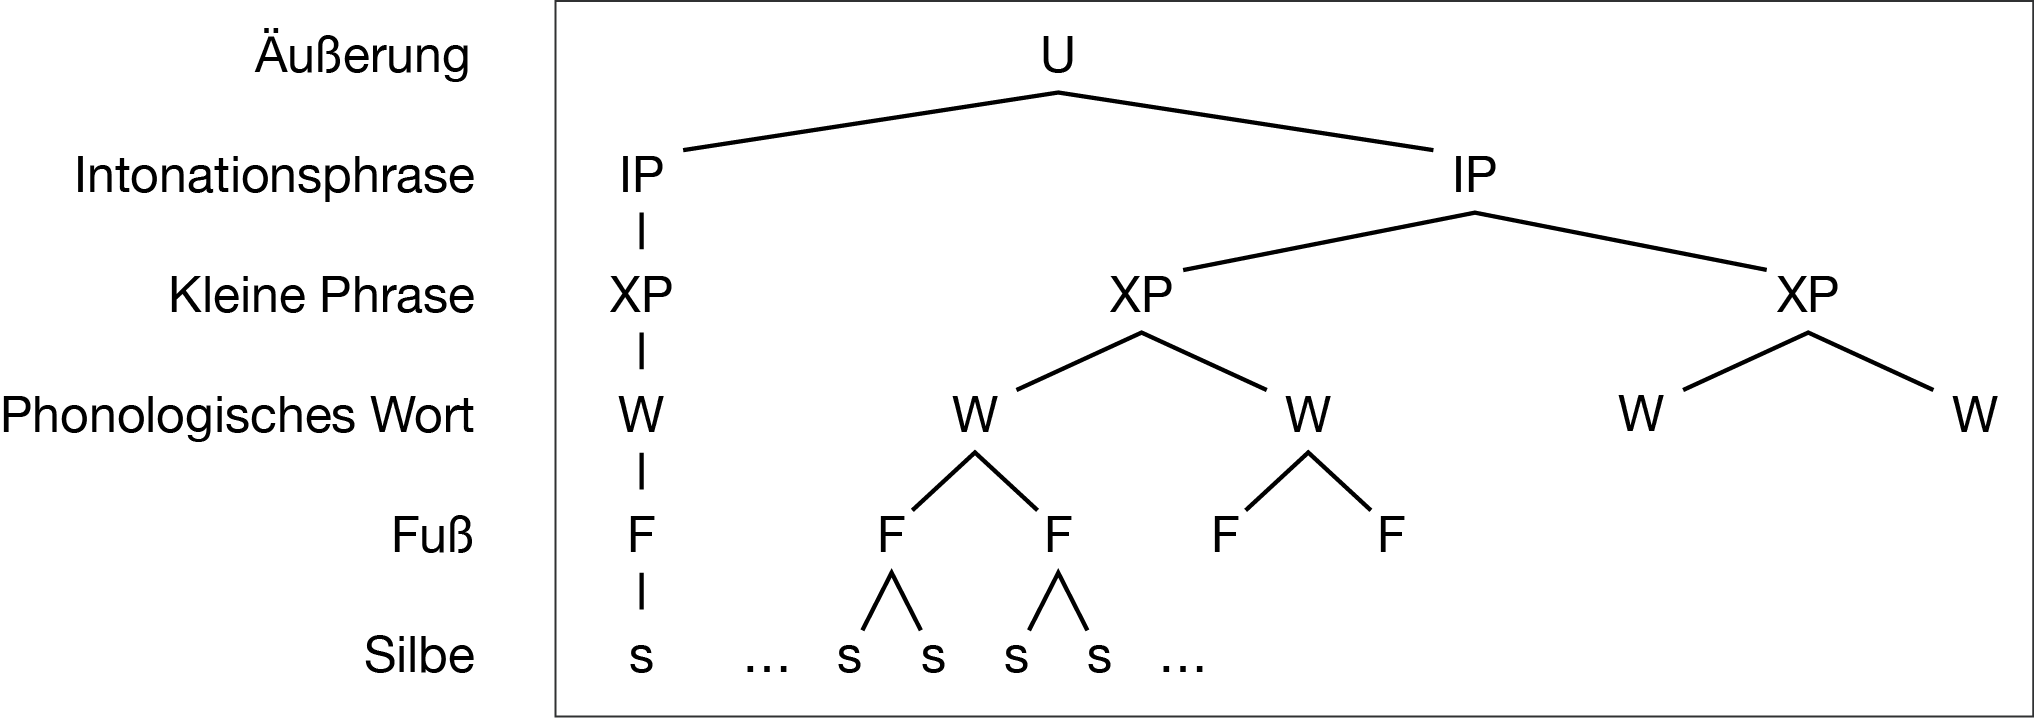 Äußerung U
Intonationsphrase IP IP
Kleine Phrase XP XP XP
Phonologisches Wort W W W W W
Fuß F F F F F
Silbe s ... s s s s ...